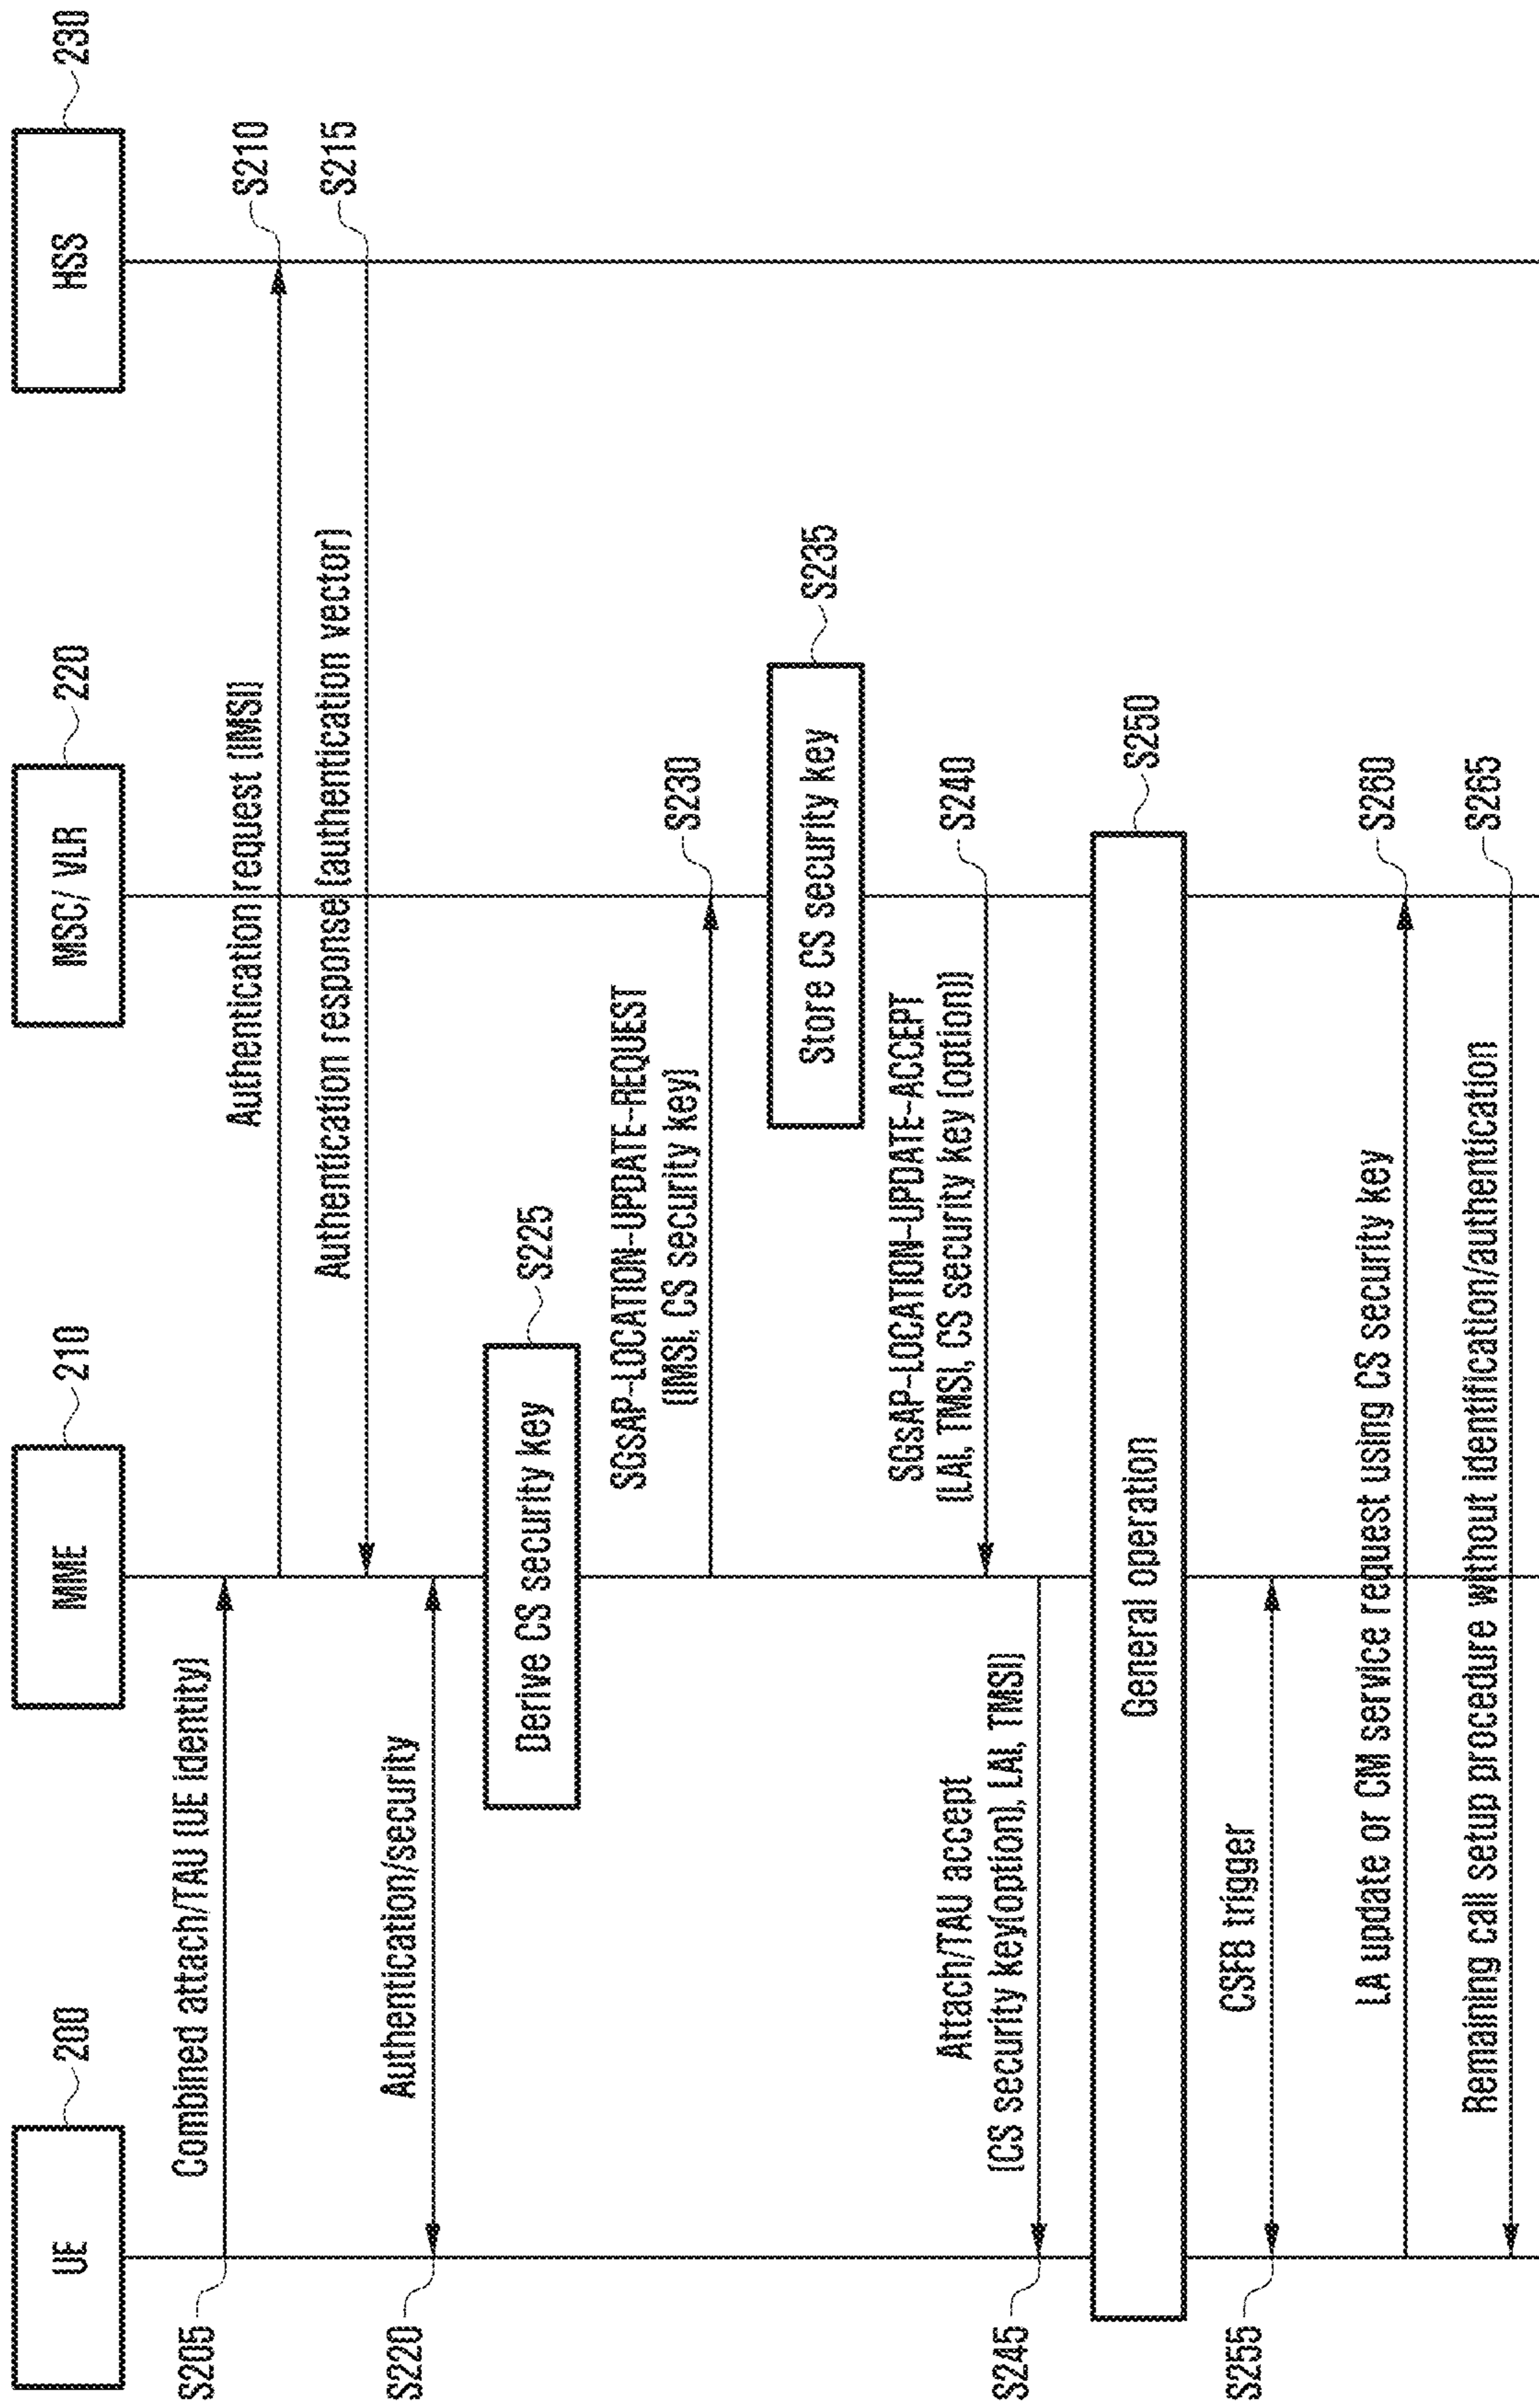 UE
200
MME
210
MSC/ VLR
220
HSS
230
S205
Combined attach/TAU (UE identity)
Authentication request (IMSI)
S210
Authentication response (authentication vector)
S215
S220
Authentication/security
Derive CS security key
S225
SGsAP-LOCATION-UPDATE-REQUEST
(IMSI, CS security key)
S230
Store CS security key
S235
SGsAP-LOCATION-UPDATE-ACCEPT
(LAI, TMSI, CS security key (option))
S240
S245
Attach/TAU accept
(CS security key(option), LAI, TMSI)
General operation
S250
S255
CSFB trigger
LA update or CM service request using CS security key
S260
Remaining call setup procedure without identification/authentication
S265